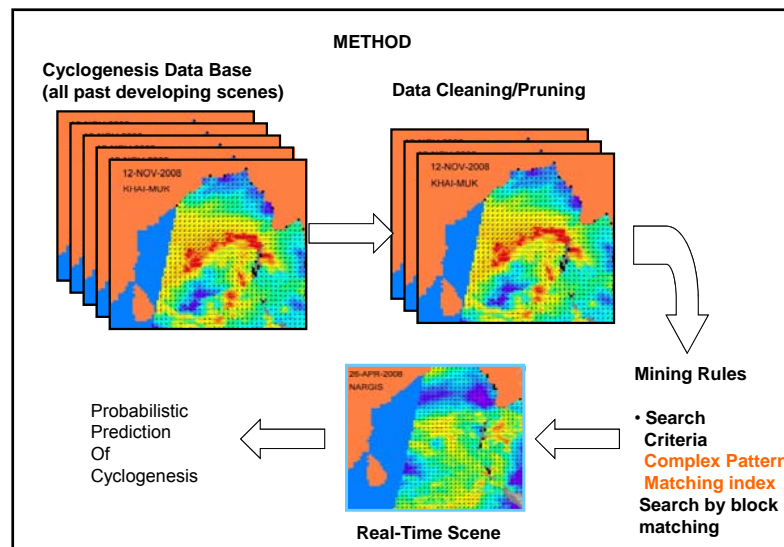 METHOD
Cyclogenesis Data Base
(all past developing scenes)
Data Cleaning/Pruning
12-NOV-2008
KHAI-MUK
12-NOV-2008
KHAI-MUK
Mining Rules
• Search
Criteria
Complex Pattern
Matching index
Search by block
matching
26-APR-2008
NARGIS
Real-Time Scene
Probabilistic
Prediction
Of
Cyclogenesis